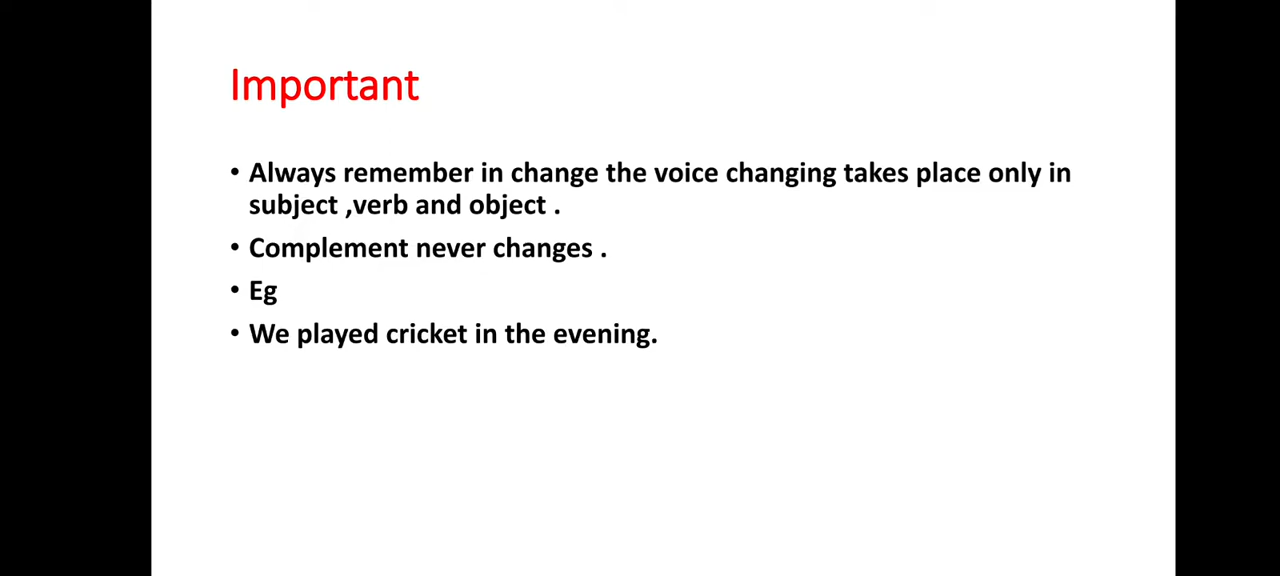 Important
• Always remember in change the voice changing takes place only in
subject ,verb and object .
• Complement never changes .
• Eg
• We played cricket in the evening.